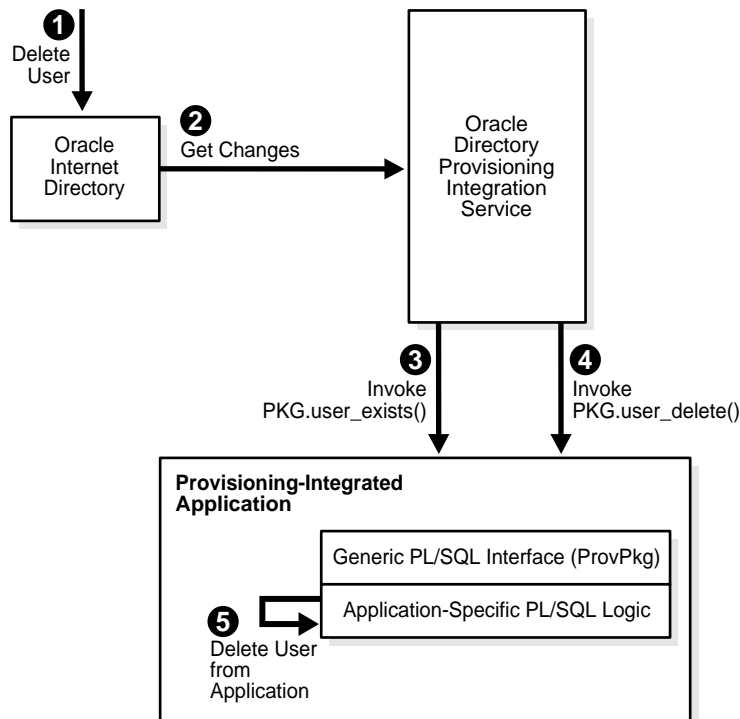 1
Delete
User
Oracle
Internet
Directory
2
Get Changes
Oracle
Directory
Provisioning
Integration
Service
3
Invoke
PKG.user_exists()
4
Invoke
PKG.user_delete()
Provisioning-Integrated
Application
Generic PL/SQL Interface (ProvPkg)
Application-Specific PL/SQL Logic
5
Delete User
from
Application